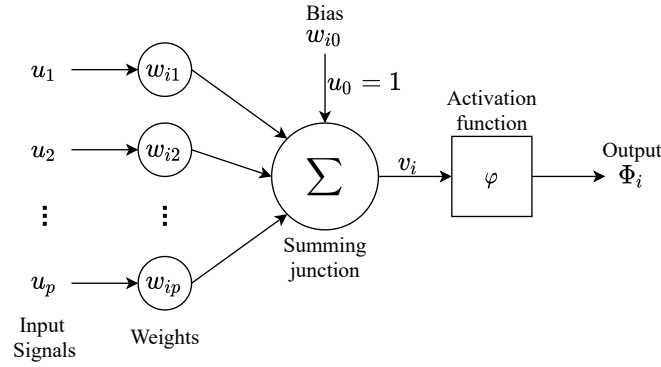 Bias
w_{i0}
u_1
w_{i1}
u_0 = 1
Activation
function
u_2
w_{i2}
Σ
v_i
φ
Output
Φ_i
⋮
⋮
Summing
junction
u_p
w_{ip}
Input
Signals
Weights